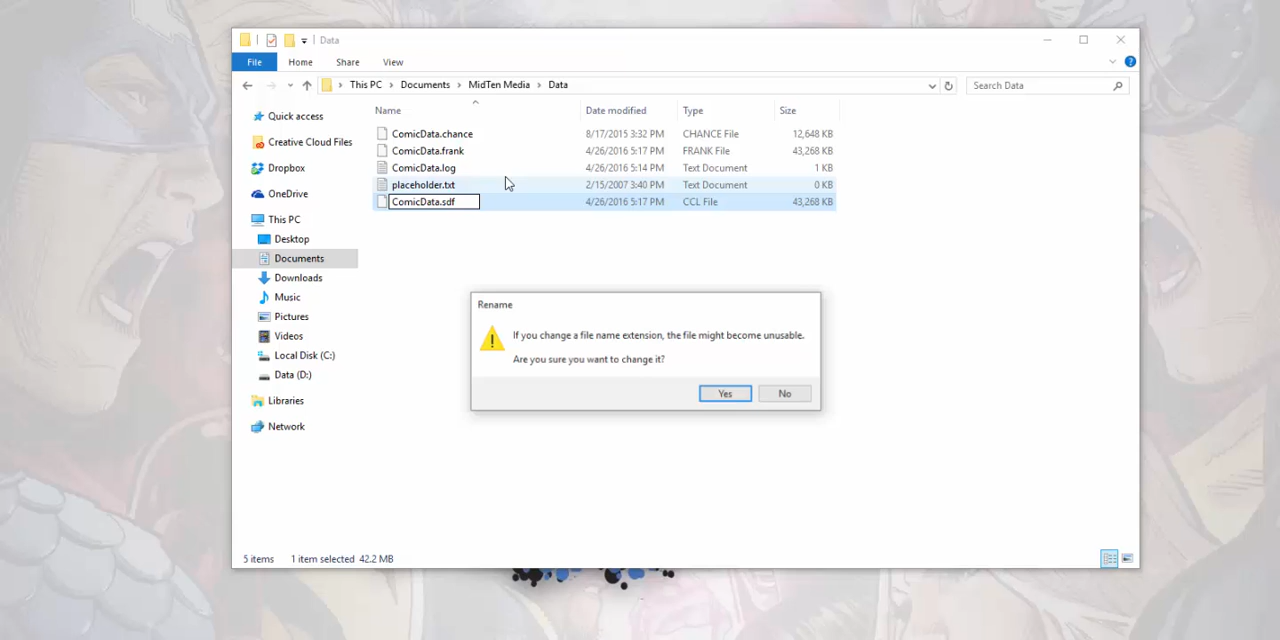 Data
File Home Share View
This PC Documents MidTen Media Data Search Data
Name Date modified Type Size
ComicData.chance 8/17/2015 3:32 PM CHANCE File 12,648 KB
ComicData.frank 4/26/2016 5:17 PM FRANK File 43,268 KB
ComicData.log 4/26/2016 5:14 PM Text Document 1 KB
placeholder.txt 2/15/2007 3:40 PM Text Document 0 KB
ComicData.sdf 4/26/2016 5:17 PM CCL File 43,268 KB
Quick access
Creative Cloud Files
Dropbox
OneDrive
This PC
Desktop
Documents
Downloads
Music
Pictures
Videos
Local Disk (C:)
Data (D:)
Libraries
Network
Rename
If you change a file name extension, the file might become unusable.
Are you sure you want to change it?
Yes No
5 items 1 item selected 42.2 MB